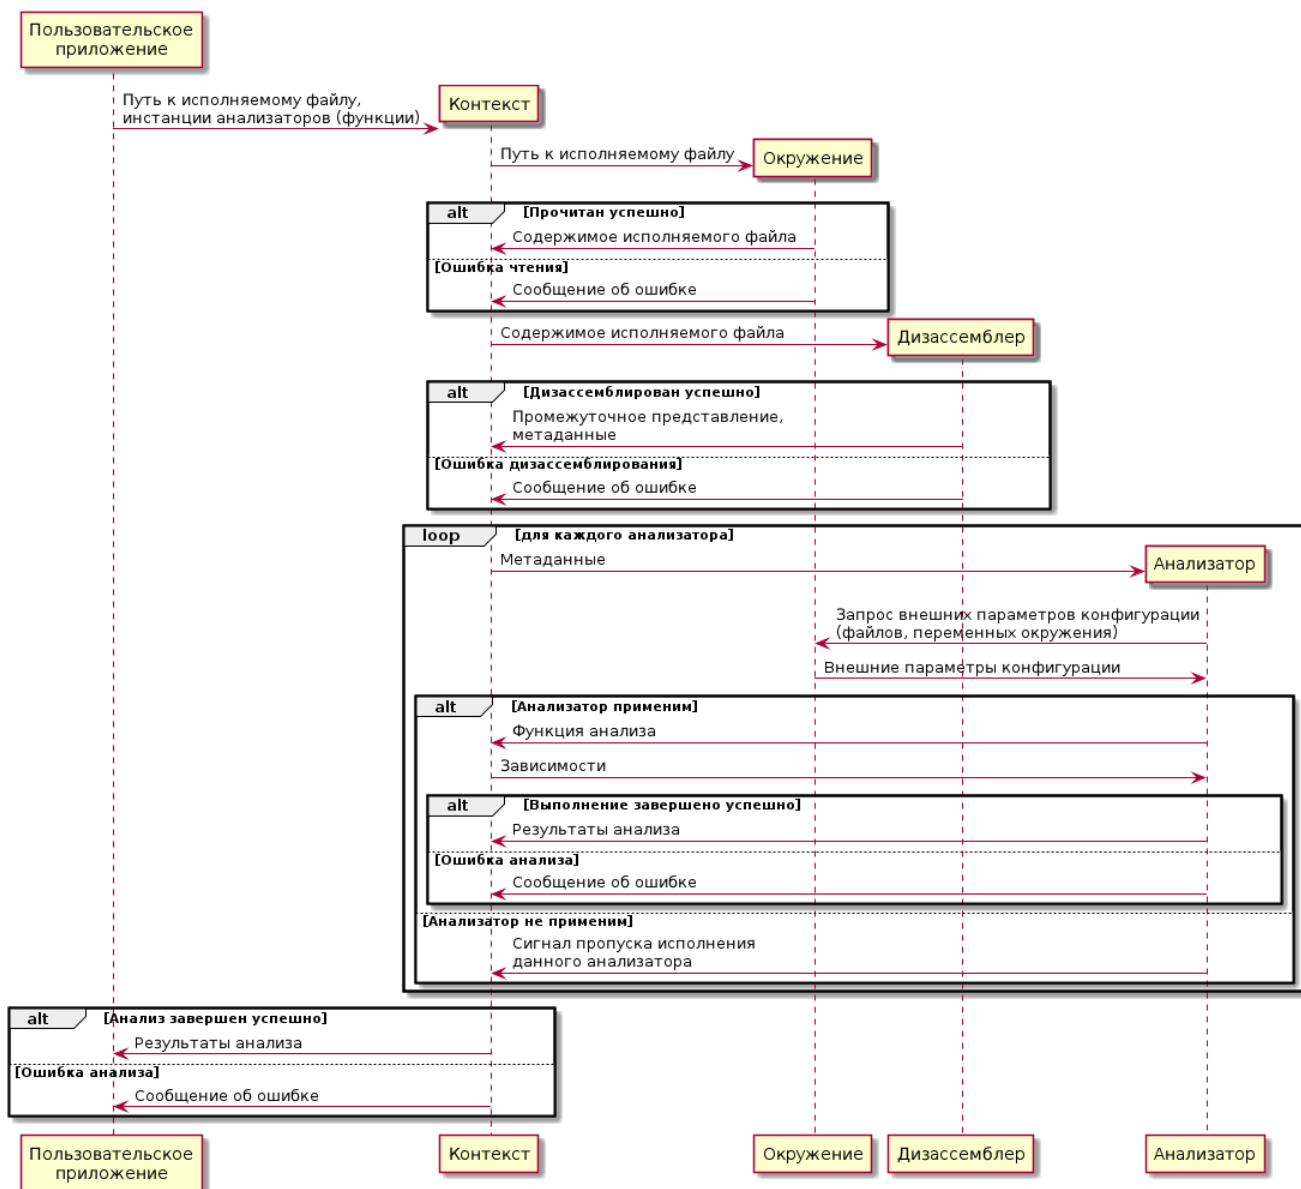 Пользовательское
приложение
Путь к исполняемому файлу,
инстанции анализаторов (функции)
Контекст
Путь к исполняемому файлу
Окружение
alt [Прочитан успешно]
Содержимое исполняемого файла
[Ошибка чтения]
Сообщение об ошибке
Содержимое исполняемого файла
Дизассемблер
alt [Дизассемблирован успешно]
Промежуточное представление,
метаданные
[Ошибка дизассемблирования]
Сообщение об ошибке
loop [для каждого анализатора]
Метаданные
Анализатор
Запрос внешних параметров конфигурации
(файлов, переменных окружения)
Внешние параметры конфигурации
alt [Анализатор применим]
Функция анализа
Зависимости
alt [Выполнение завершено успешно]
Результаты анализа
[Ошибка анализа]
Сообщение об ошибке
[Анализатор не применим]
Сигнал пропуска исполнения
данного анализатора
alt [Анализ завершен успешно]
Результаты анализа
[Ошибка анализа]
Сообщение об ошибке
Пользовательское
приложение
Контекст
Окружение
Дизассемблер
Анализатор